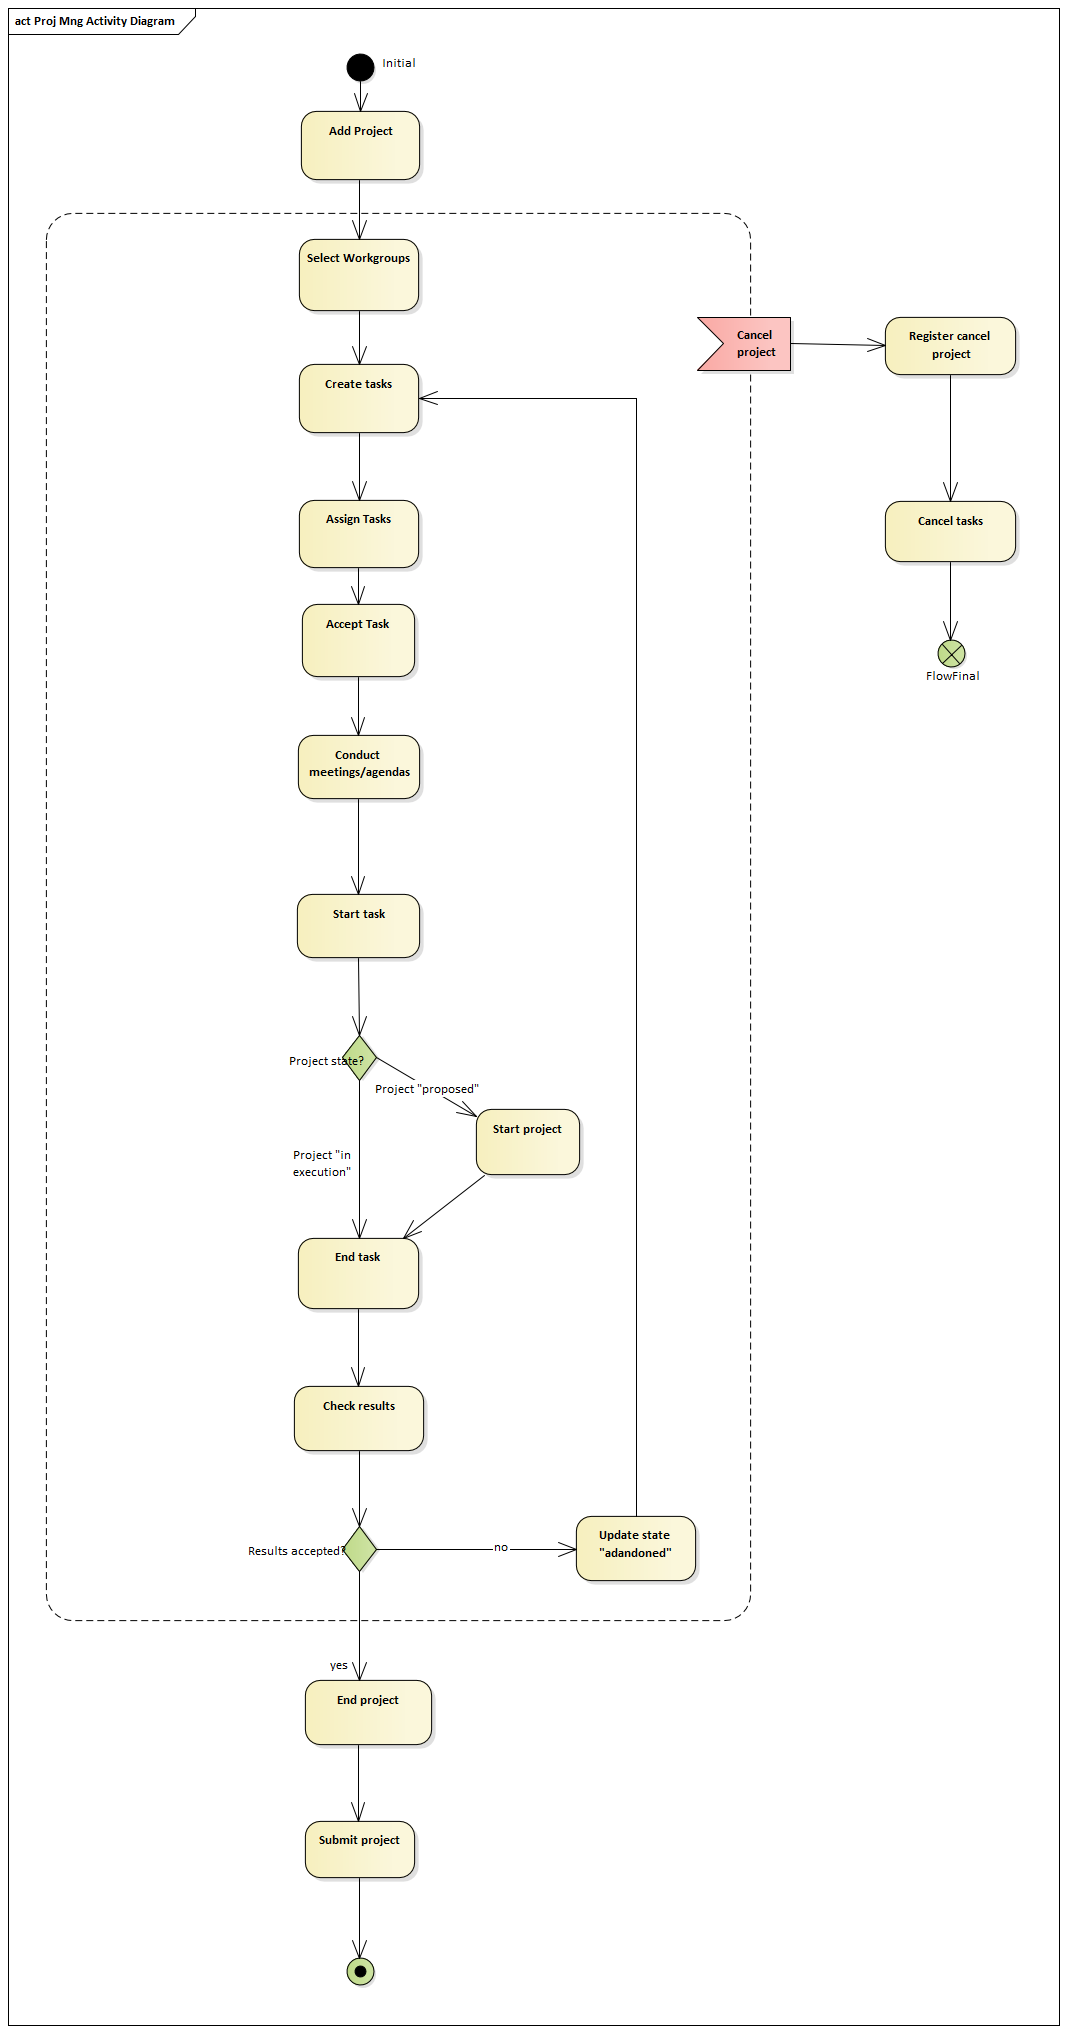 act Proj Mng Activity Diagram
Initial
Add Project
Select Workgroups
Cancel
project
Register cancel
project
Create tasks
Assign Tasks
Cancel tasks
Accept Task
FlowFinal
Conduct
meetings/agendas
Start task
Project state?
Project "proposed"
Start project
Project "in
execution"
End task
Check results
Results accepted?
no
Update state
"adandoned"
yes
End project
Submit project